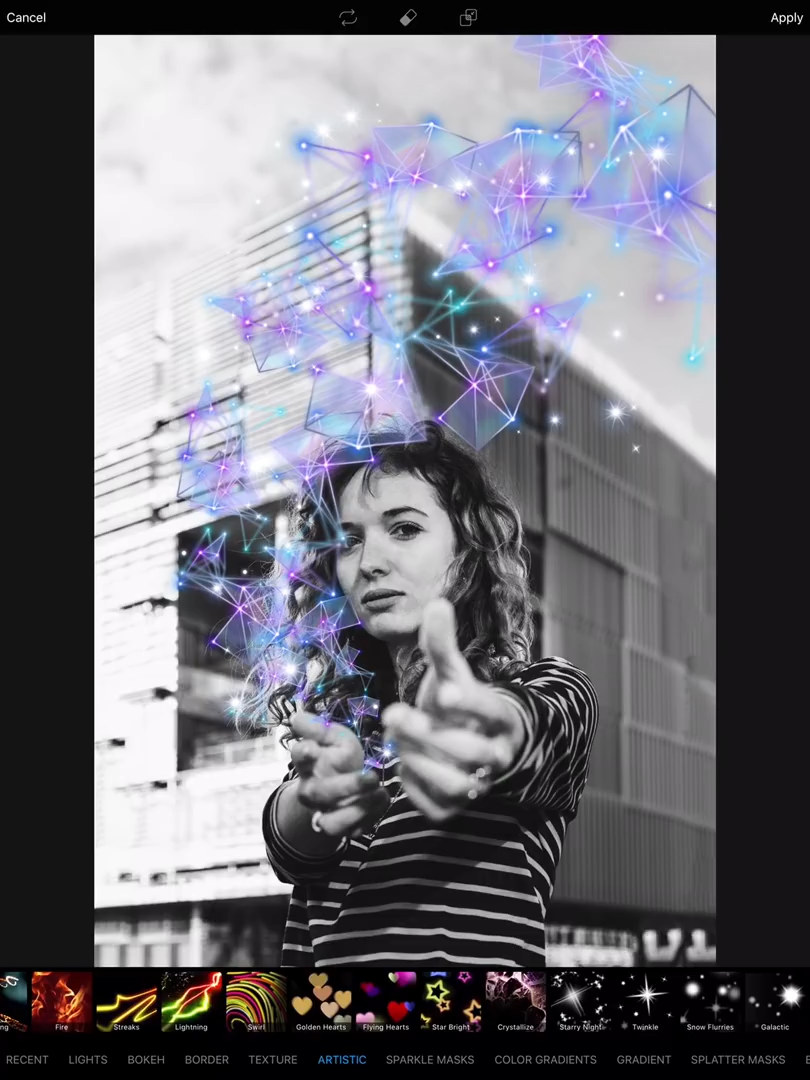 Cancel
Apply
ng
Fire
Streaks
Lightning
Swirl
Golden Hearts
Flying Hearts
Star Bright
Crystallize
Starry Night
Twinkle
Snow Flurries
Galactic
RECENT
LIGHTS
BOKEH
BORDER
TEXTURE
ARTISTIC
SPARKLE MASKS
COLOR GRADIENTS
GRADIENT
SPLATTER MASKS